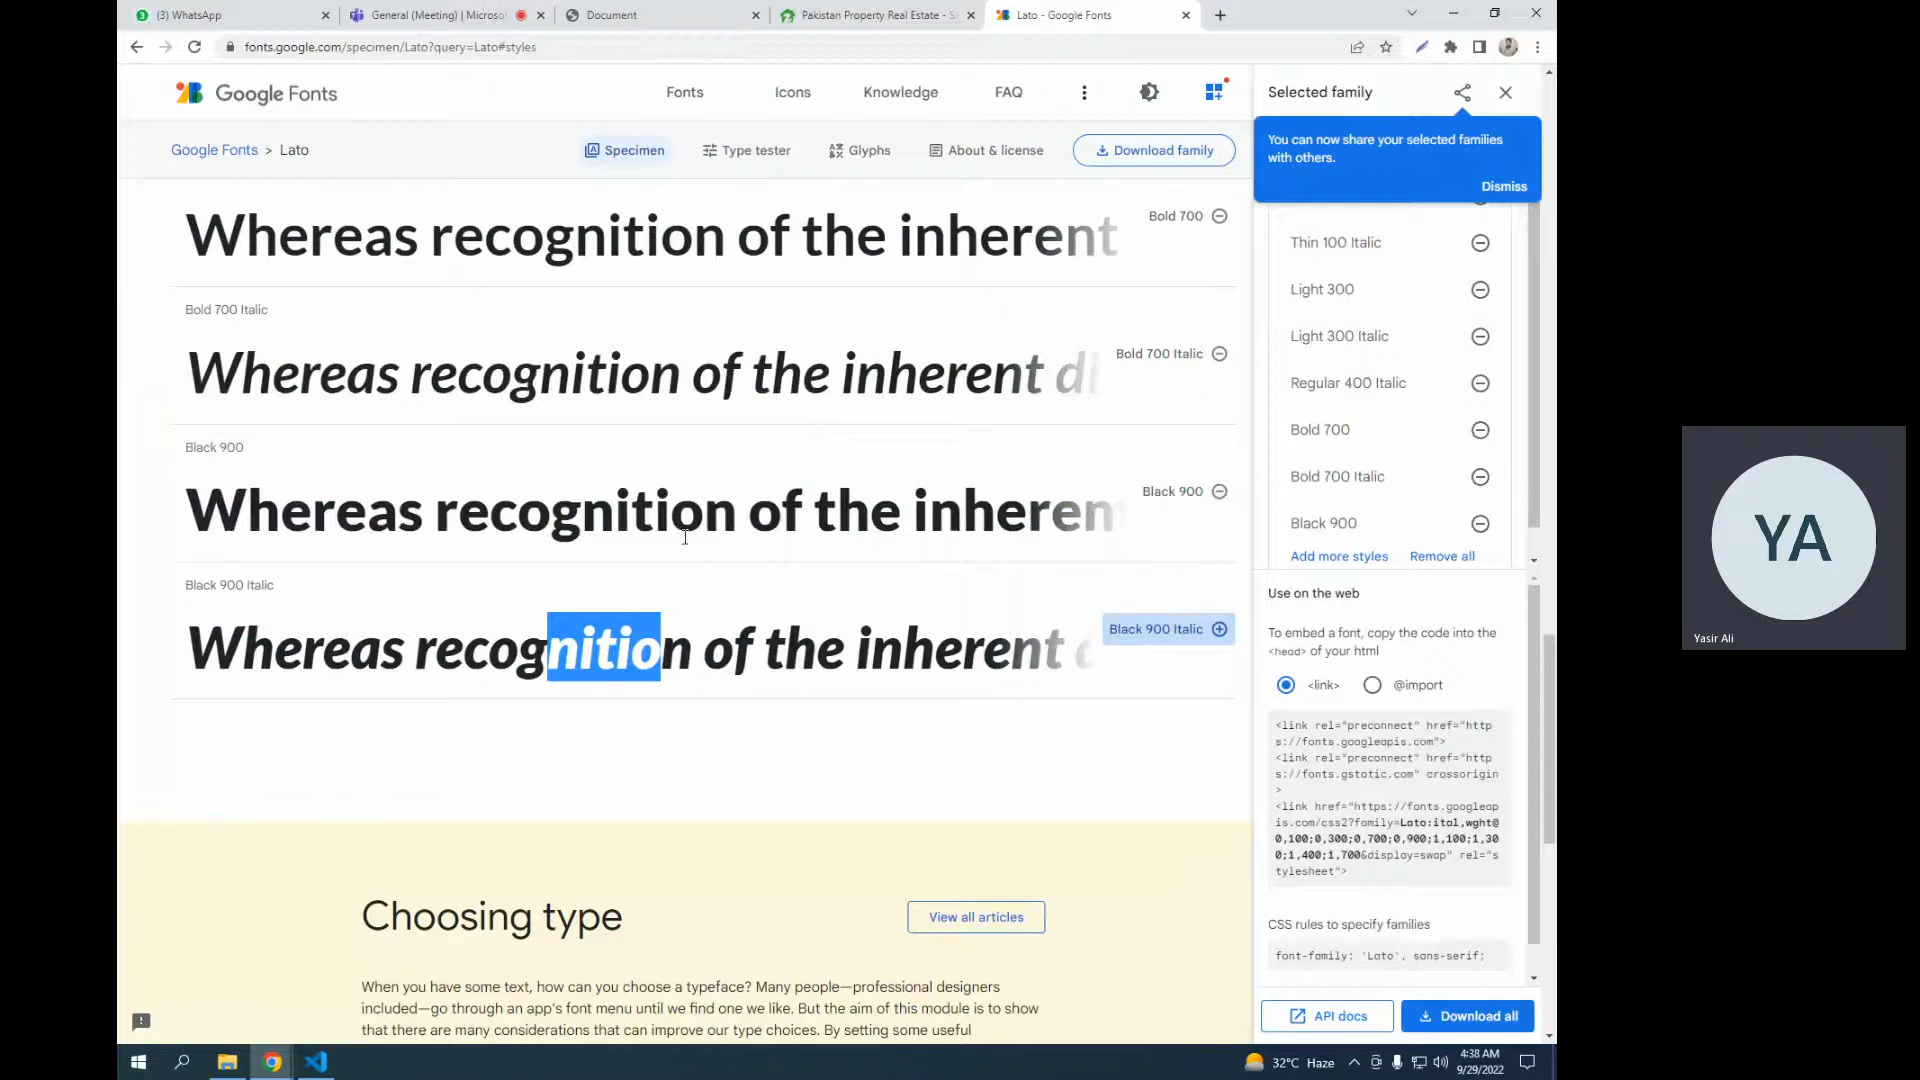 (3) WhatsApp
General (Meeting) | Microso
Document
Pakistan Property Real Estate - S
Lato - Google Fonts
fonts.google.com/specimen/Lato?query=Lato#styles
Google Fonts
Fonts
Icons
Knowledge
FAQ
Selected family
Google Fonts > Lato
Specimen
Type tester
Glyphs
About & license
Download family
You can now share your selected families
with others.
Dismiss
Whereas recognition of the inherent
Bold 700
Bold 700 Italic
Whereas recognition of the inherent di
Bold 700 Italic
Black 900
Whereas recognition of the inherent
Black 900
Black 900 Italic
Whereas recognition of the inherent d
Black 900 Italic
Thin 100 Italic
Light 300
Light 300 Italic
Regular 400 Italic
Bold 700
Bold 700 Italic
Black 900
Add more styles
Remove all
Use on the web
To embed a font, copy the code into the
<head> of your html
<link>
@import
<link rel="preconnect" href="http
s://fonts.googleapis.com">
<link rel="preconnect" href="http
s://fonts.gstatic.com" crossorigin
>
<link href="https://fonts.googleap
is.com/css2?family=Lato:ital,wght@
0,100;0,300;0,700;0,900;1,100;1,30
0;1,400;1,700&display=swap" rel="s
tylesheet">
CSS rules to specify families
font-family: 'Lato', sans-serif;
API docs
Download all
Choosing type
View all articles
When you have some text, how can you choose a typeface? Many people—professional designers
included—go through an app's font menu until we find one we like. But the aim of this module is to show
that there are many considerations that can improve our type choices. By setting some useful
32°C Haze
4:38 AM
9/29/2022
YA
Yasir Ali